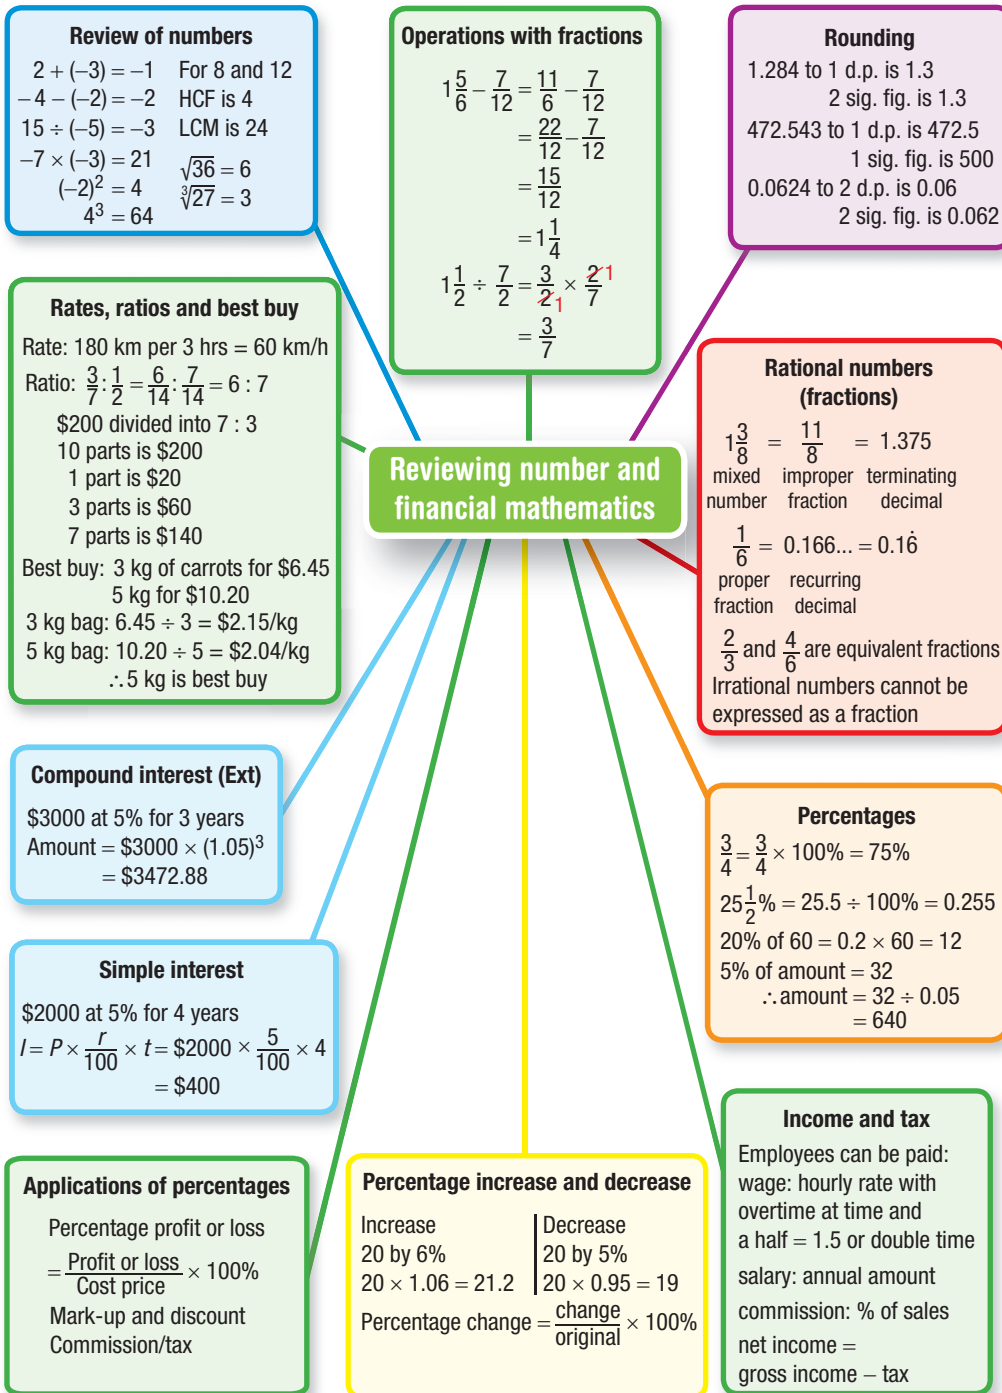 Review of numbers
2 + (−3) = −1 For 8 and 12
−4 − (−2) = −2 HCF is 4
15 ÷ (−5) = −3 LCM is 24
−7 × (−3) = 21 √36 = 6
(−2)² = 4 ∛27 = 3
4³ = 64
Operations with fractions
1 5/6 − 7/12 = 11/6 − 7/12
= 22/12 − 7/12
= 15/12
= 1 1/4
1 1/2 ÷ 7/2 = 3/2 1 × 2 1/7
= 3/7
Rounding
1.284 to 1 d.p. is 1.3
2 sig. fig. is 1.3
472.543 to 1 d.p. is 472.5
1 sig. fig. is 500
0.0624 to 2 d.p. is 0.06
2 sig. fig. is 0.062
Rates, ratios and best buy
Rate: 180 km per 3 hrs = 60 km/h
Ratio: 3/7 : 1/2 = 6/14 : 7/14 = 6 : 7
$200 divided into 7 : 3
10 parts is $200
1 part is $20
3 parts is $60
7 parts is $140
Best buy: 3 kg of carrots for $6.45
5 kg for $10.20
3 kg bag: 6.45 ÷ 3 = $2.15/kg
5 kg bag: 10.20 ÷ 5 = $2.04/kg
∴ 5 kg is best buy
Reviewing number and
financial mathematics
Rational numbers
(fractions)
1 3/8 = 11/8 = 1.375
mixed improper terminating
number fraction decimal
1/6 = 0.166... = 0.16̇
proper recurring
fraction decimal
2/3 and 4/6 are equivalent fractions
Irrational numbers cannot be
expressed as a fraction
Compound interest (Ext)
$3000 at 5% for 3 years
Amount = $3000 × (1.05)³
= $3472.88
Percentages
3/4 = 3/4 × 100% = 75%
25 1/2% = 25.5 ÷ 100% = 0.255
20% of 60 = 0.2 × 60 = 12
5% of amount = 32
∴ amount = 32 ÷ 0.05
= 640
Simple interest
$2000 at 5% for 4 years
I = P × r/100 × t = $2000 × 5/100 × 4
= $400
Applications of percentages
Percentage profit or loss
= Profit or loss/Cost price × 100%
Mark-up and discount
Commission/tax
Percentage increase and decrease
Increase Decrease
20 by 6% 20 by 5%
20 × 1.06 = 21.2 20 × 0.95 = 19
Percentage change = change/original × 100%
Income and tax
Employees can be paid:
wage: hourly rate with
overtime at time and
a half = 1.5 or double time
salary: annual amount
commission: % of sales
net income =
gross income − tax